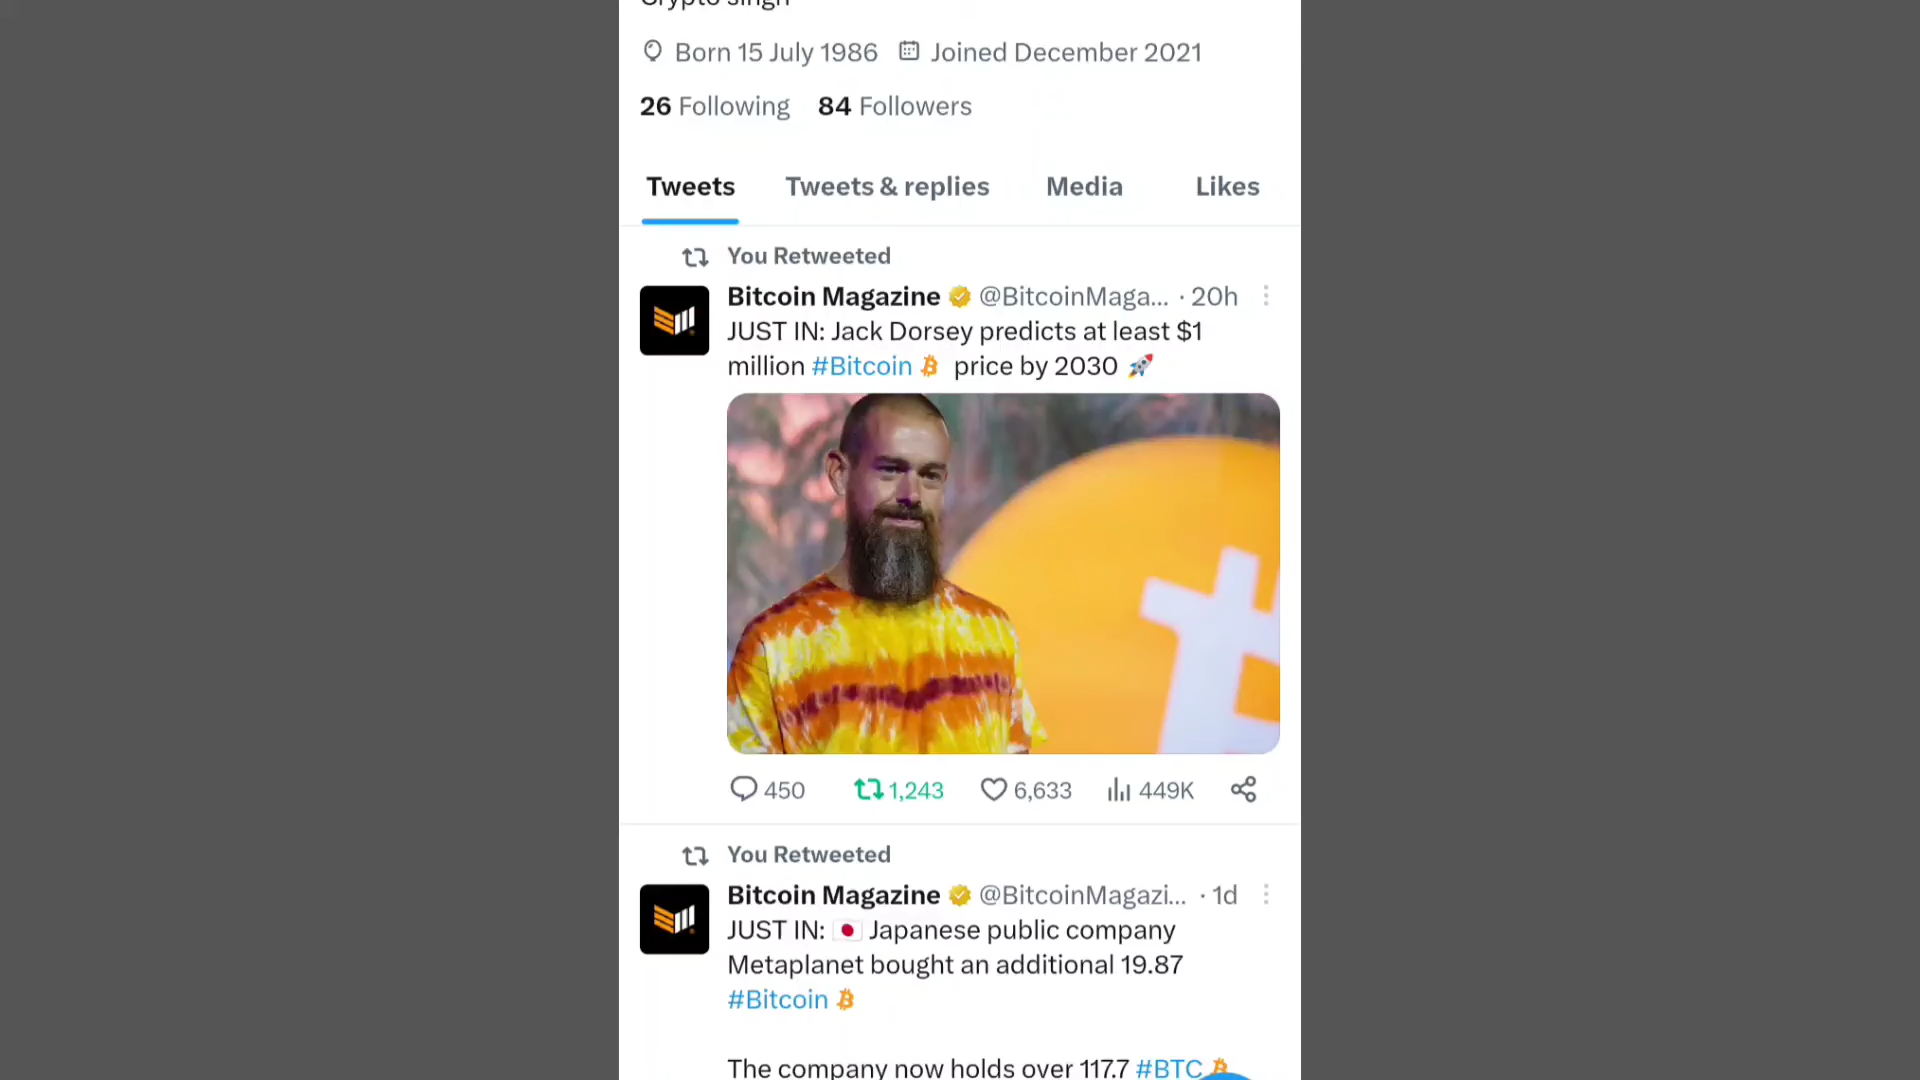 Crypto singh
Born 15 July 1986 Joined December 2021
26 Following 84 Followers
Tweets Tweets & replies Media Likes
You Retweeted
Bitcoin Magazine @BitcoinMaga... · 20h
JUST IN: Jack Dorsey predicts at least $1
million #Bitcoin price by 2030 🚀
450 1,243 6,633 449K
You Retweeted
Bitcoin Magazine @BitcoinMagazi... · 1d
JUST IN: 🇯🇵 Japanese public company
Metaplanet bought an additional 19.87
#Bitcoin
The company now holds over 117.7 #BTC